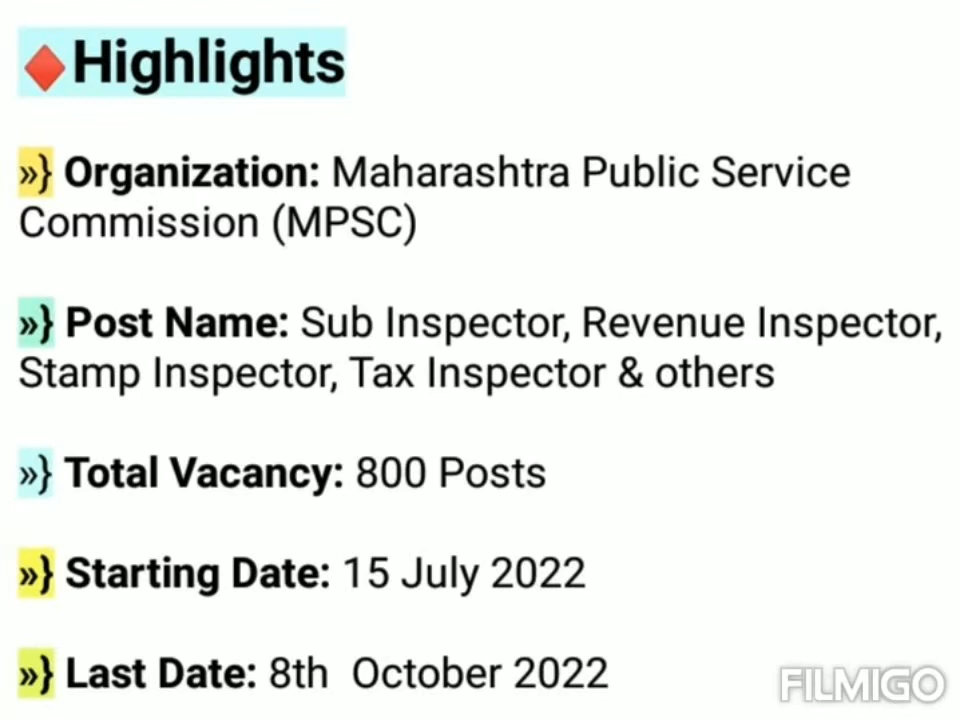 ♦Highlights
»} Organization: Maharashtra Public Service
Commission (MPSC)
»} Post Name: Sub Inspector, Revenue Inspector,
Stamp Inspector, Tax Inspector & others
»} Total Vacancy: 800 Posts
»} Starting Date: 15 July 2022
»} Last Date: 8th  October 2022
FILMIGO